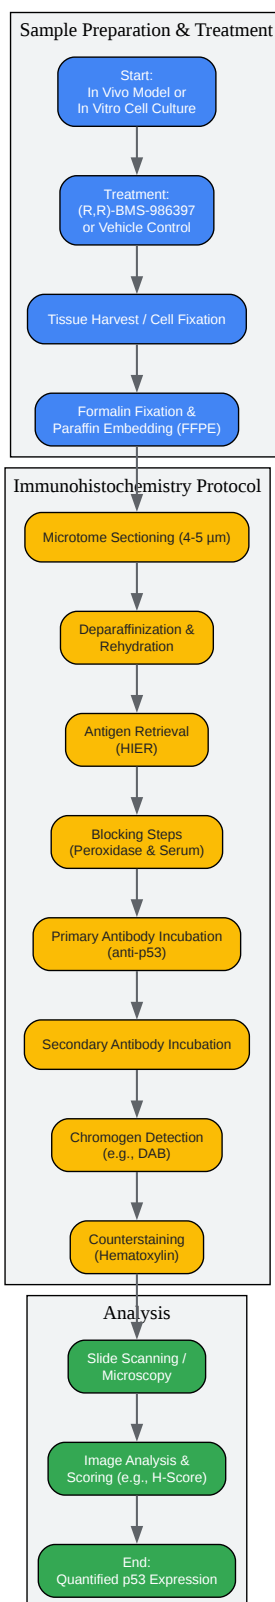 Sample Preparation & Treatment
Start:
In Vivo Model or
In Vitro Cell Culture
Treatment:
(R,R)-BMS-986397
or Vehicle Control
Tissue Harvest / Cell Fixation
Formalin Fixation &
Paraffin Embedding (FFPE)
Immunohistochemistry Protocol
Microtome Sectioning (4-5 µm)
Deparaffinization &
Rehydration
Antigen Retrieval
(HIER)
Blocking Steps
(Peroxidase & Serum)
Primary Antibody Incubation
(anti-p53)
Secondary Antibody Incubation
Chromogen Detection
(e.g., DAB)
Counterstaining
(Hematoxylin)
Analysis
Slide Scanning /
Microscopy
Image Analysis &
Scoring (e.g., H-Score)
End:
Quantified p53 Expression